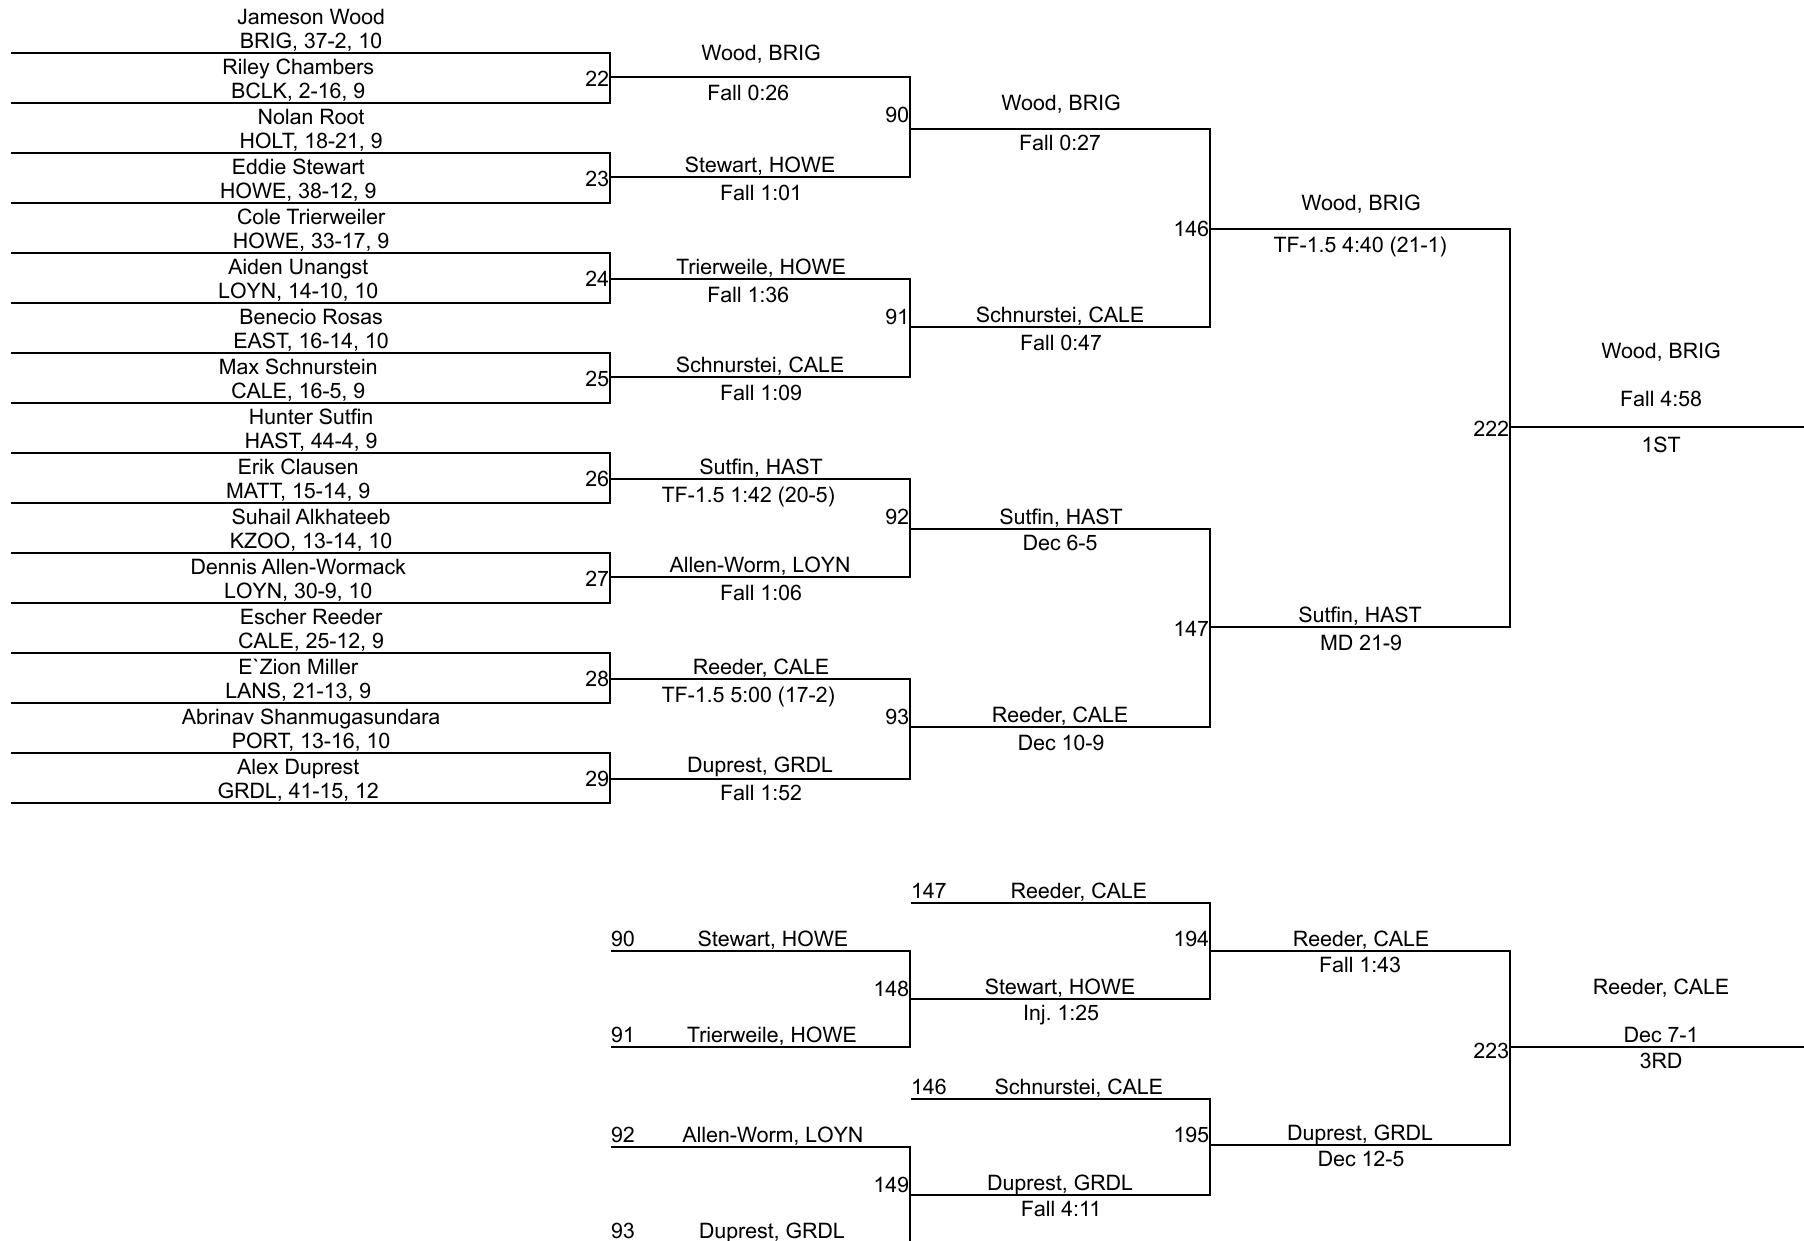 Jameson Wood
BRIG, 37-2, 10
Riley Chambers
BCLK, 2-16, 9
22
Nolan Root
HOLT, 18-21, 9
Eddie Stewart
HOWE, 38-12, 9
23
Cole Trierweiler
HOWE, 33-17, 9
Aiden Unangst
LOYN, 14-10, 10
24
Benecio Rosas
EAST, 16-14, 10
Max Schnurstein
CALE, 16-5, 9
25
Hunter Sutfin
HAST, 44-4, 9
Erik Clausen
MATT, 15-14, 9
26
Suhail Alkhateeb
KZOO, 13-14, 10
Dennis Allen-Wormack
LOYN, 30-9, 10
27
Escher Reeder
CALE, 25-12, 9
E`Zion Miller
LANS, 21-13, 9
28
Abrinav Shanmugasundara
PORT, 13-16, 10
Alex Duprest
GRDL, 41-15, 12
29
Wood, BRIG
Fall 0:26
90
Stewart, HOWE
Fall 1:01
Trierweile, HOWE
Fall 1:36
91
Schnurstei, CALE
Fall 1:09
Sutfin, HAST
TF-1.5 1:42 (20-5)
92
Allen-Worm, LOYN
Fall 1:06
Reeder, CALE
TF-1.5 5:00 (17-2)
93
Duprest, GRDL
Fall 1:52
Wood, BRIG
Fall 0:27
146
Schnurstei, CALE
Fall 0:47
Sutfin, HAST
Dec 6-5
147
Reeder, CALE
Dec 10-9
Wood, BRIG
TF-1.5 4:40 (21-1)
222
Sutfin, HAST
MD 21-9
Wood, BRIG
Fall 4:58
1ST
147 Reeder, CALE
90 Stewart, HOWE
194
148
Stewart, HOWE
Inj. 1:25
91 Trierweile, HOWE
Reeder, CALE
Fall 1:43
146 Schnurstei, CALE
92 Allen-Worm, LOYN
195
149
Duprest, GRDL
Fall 4:11
93 Duprest, GRDL
Duprest, GRDL
Dec 12-5
223
Reeder, CALE
Dec 7-1
3RD